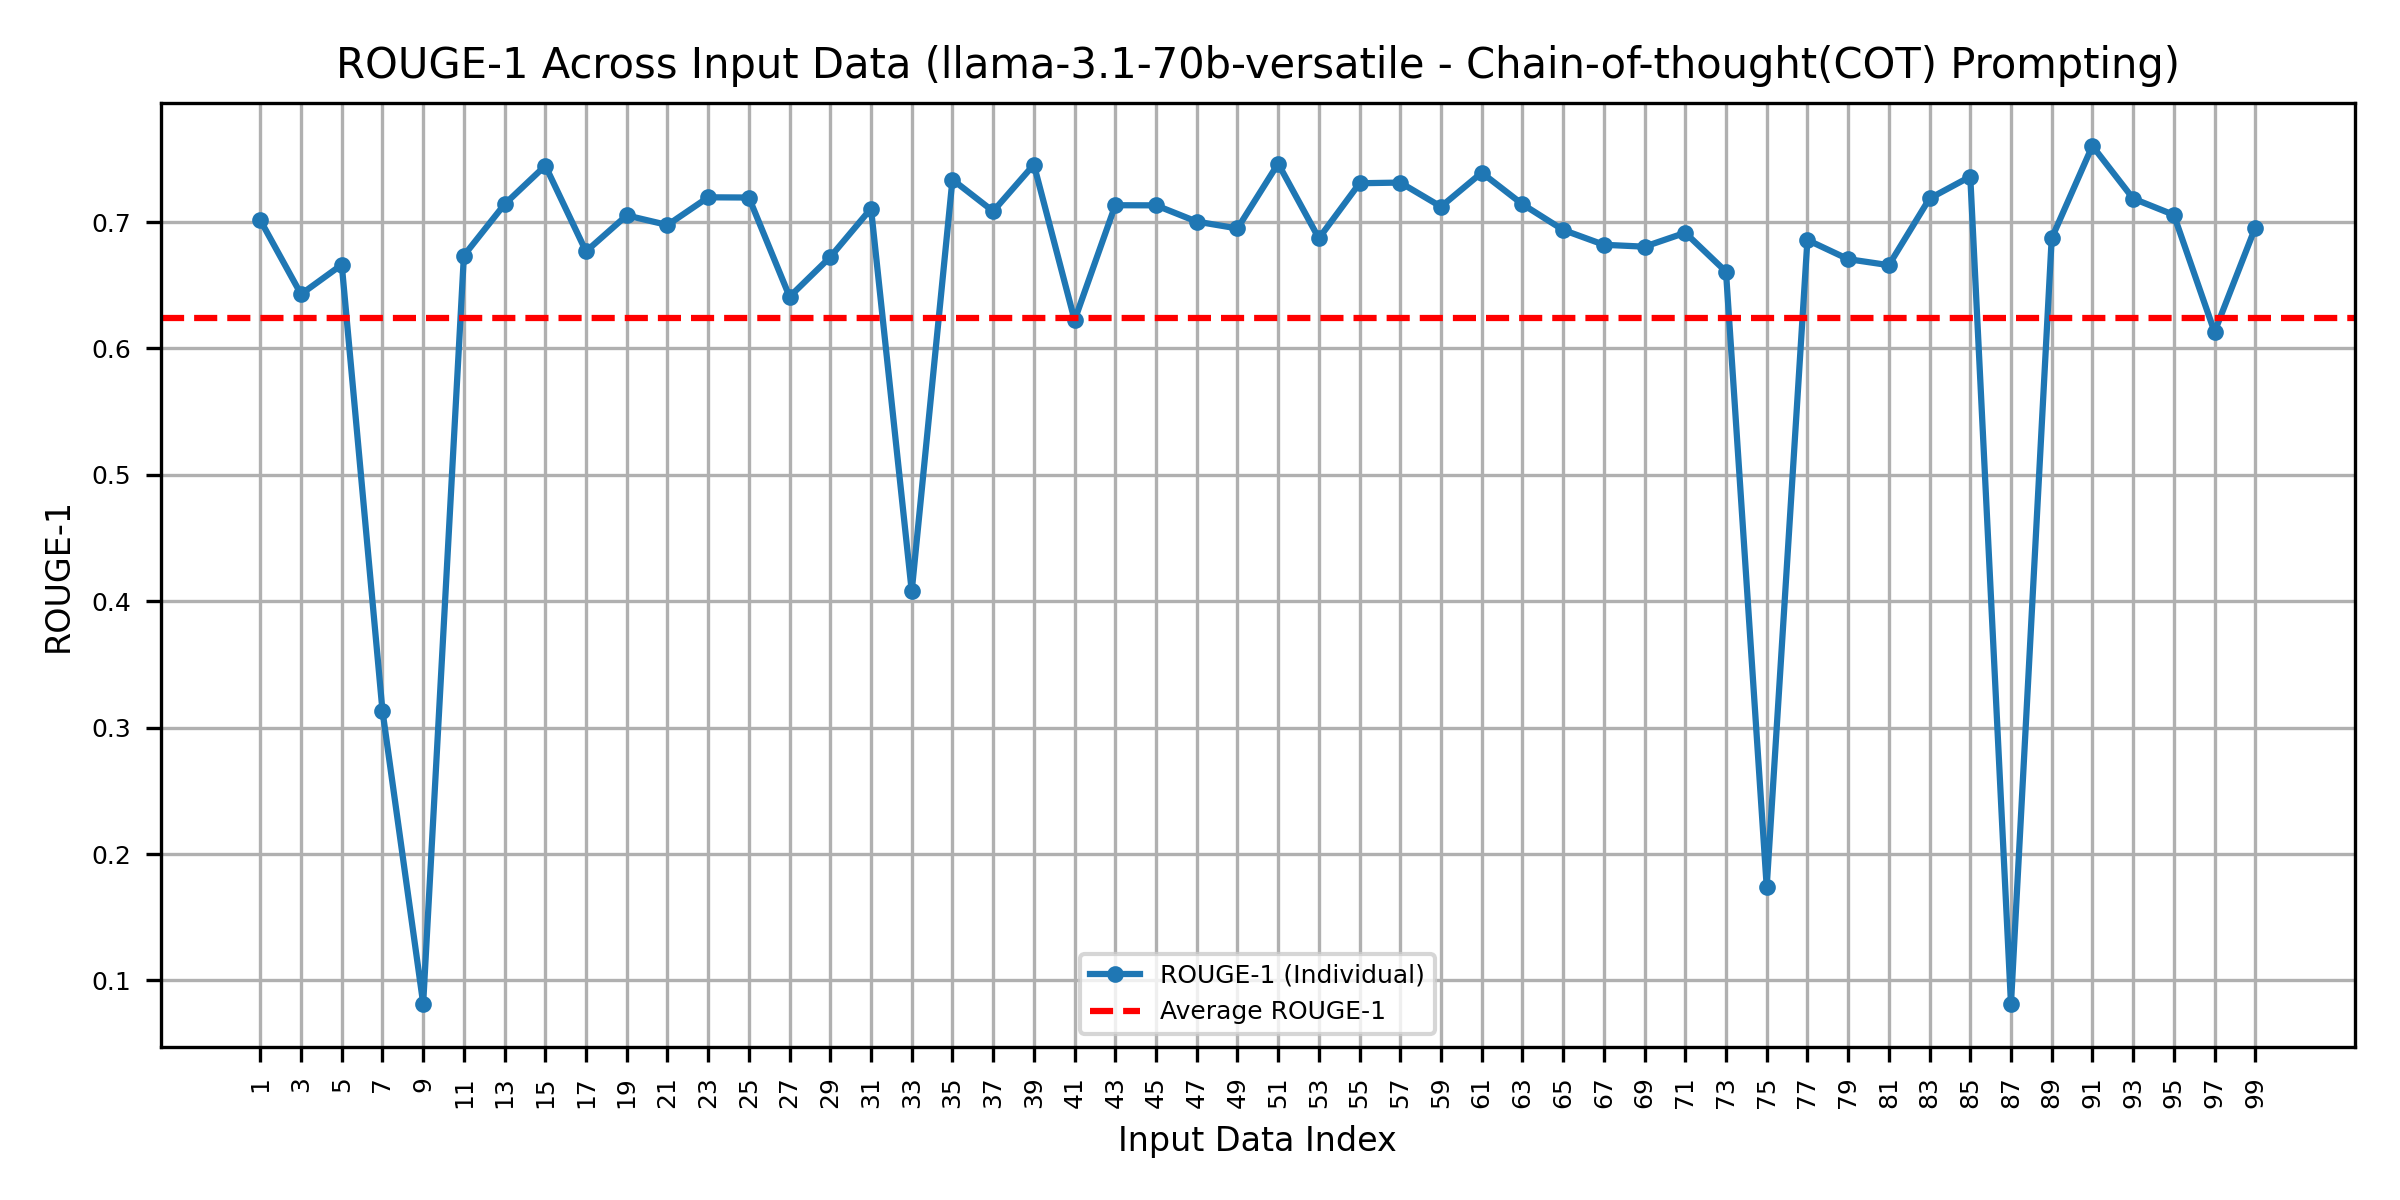 ROUGE-1 Across Input Data (llama-3.1-70b-versatile - Chain-of-thought(COT) Prompting)
ROUGE-1
0.7
0.6
0.5
0.4
0.3
0.2
0.1
ROUGE-1 (Individual)
Average ROUGE-1
1 3 5 7 9 11 13 15 17 19 21 23 25 27 29 31 33 35 37 39 41 43 45 47 49 51 53 55 57 59 61 63 65 67 69 71 73 75 77 79 81 83 85 87 89 91 93 95 97 99
Input Data Index